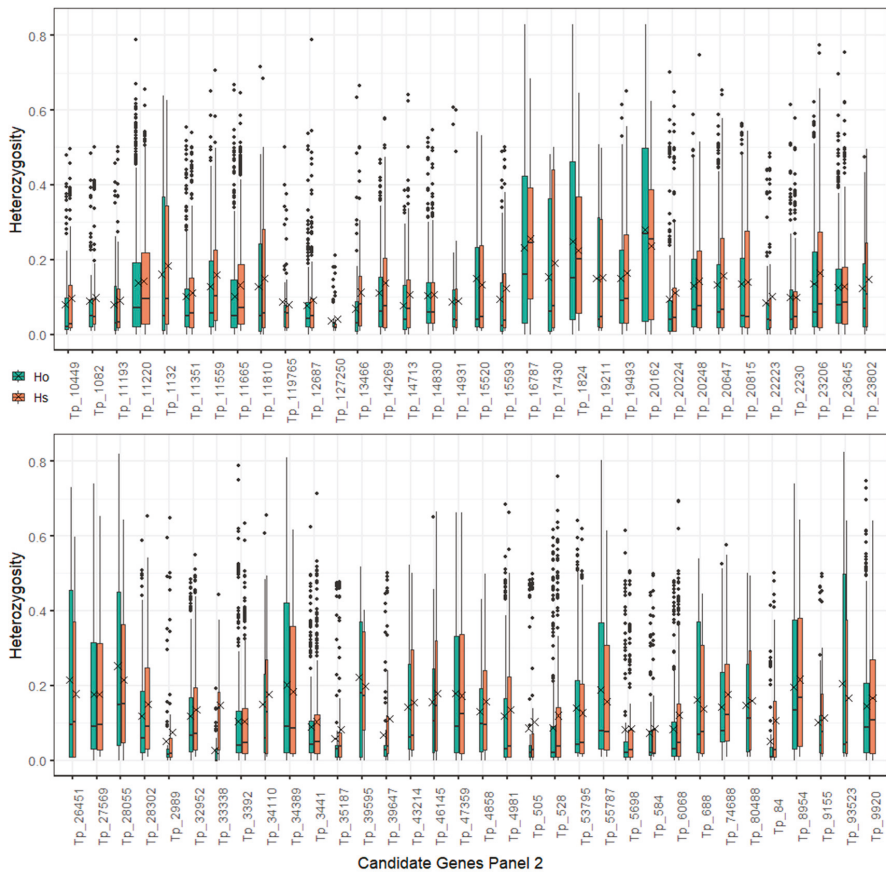 Heterozygosity
0.8
0.6
0.4
0.2
0.0
Tp_10449
Tp_1082
Tp_11193
Tp_11220
Tp_1132
Tp_11351
Tp_11559
Tp_11665
Tp_11810
Tp_119765
Tp_12687
Tp_127250
Tp_13466
Tp_14269
Tp_14713
Tp_14830
Tp_14931
Tp_15520
Tp_15593
Tp_16787
Tp_17430
Tp_1824
Tp_19211
Tp_19493
Tp_20162
Tp_20224
Tp_20248
Tp_20647
Tp_20815
Tp_22223
Tp_2230
Tp_23206
Tp_23645
Tp_23802
Ho
Hs
Heterozygosity
0.8
0.6
0.4
0.2
0.0
Tp_26451
Tp_27569
Tp_28055
Tp_28302
Tp_2989
Tp_32952
Tp_33338
Tp_3392
Tp_34110
Tp_34389
Tp_3441
Tp_35187
Tp_39595
Tp_39647
Tp_43214
Tp_46145
Tp_47359
Tp_4858
Tp_4981
Tp_505
Tp_528
Tp_53795
Tp_55787
Tp_5698
Tp_584
Tp_6068
Tp_688
Tp_74688
Tp_80488
Tp_84
Tp_8954
Tp_9155
Tp_93523
Tp_9920
Candidate Genes Panel 2